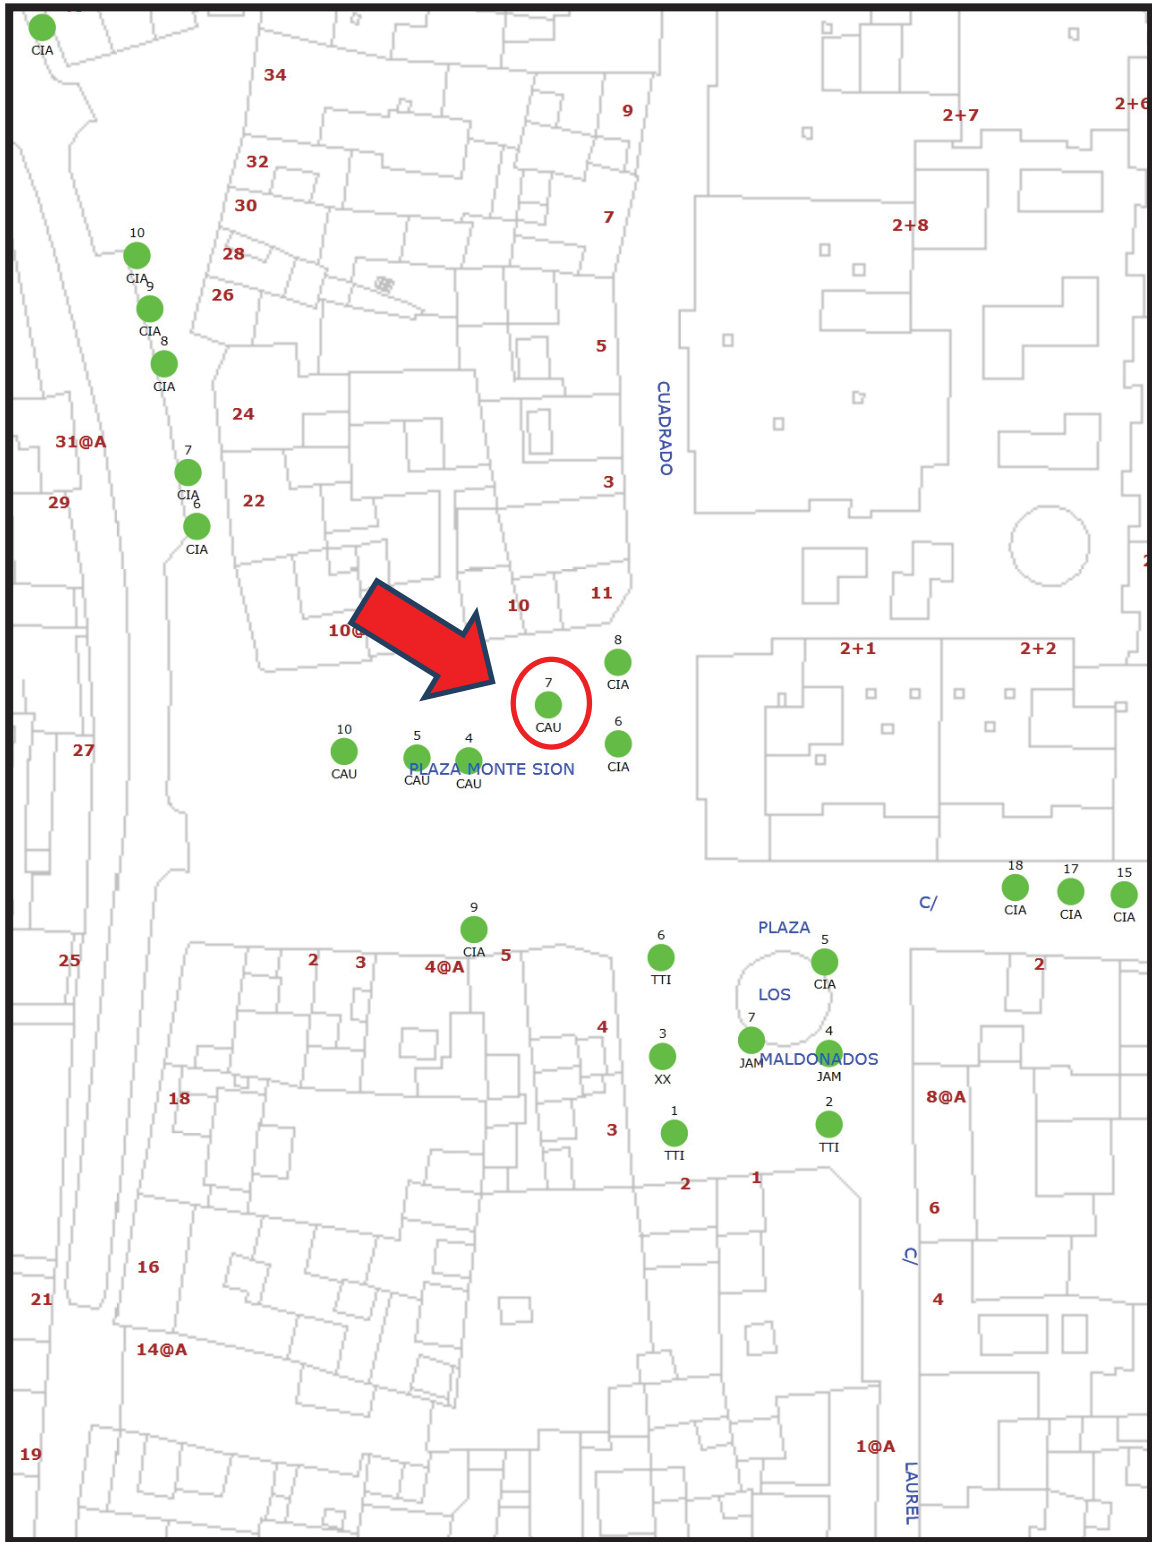 CIA
34
9
2+7
2+6
32
30
7
2+8
10
CIA
28
9
CIA
26
8
CIA
5
24
CUADRADO
31@A
7
CIA
29
22
3
6
CIA
10
11
10@
8
CIA
2+1
2+2
7
CAU
27
10
CAU
5
CAU
4
CAU
6
CIA
PLAZA MONTE SION
18
CIA
17
CIA
15
CIA
C/
9
CIA
PLAZA
25
2
3
4@A
5
6
TTI
5
CIA
2
LOS
4
3
XX
7
JAM
4
JAM
MALDONADOS
18
8@A
3
1
TTI
2
TTI
2
1
6
16
C/
21
4
14@A
19
1@A
LAUREL